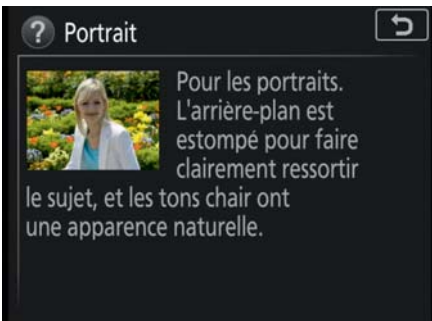 ? Portrait
Pour les portraits.
L'arrière-plan est
estompé pour faire
clairement ressortir
le sujet, et les tons chair ont
une apparence naturelle.